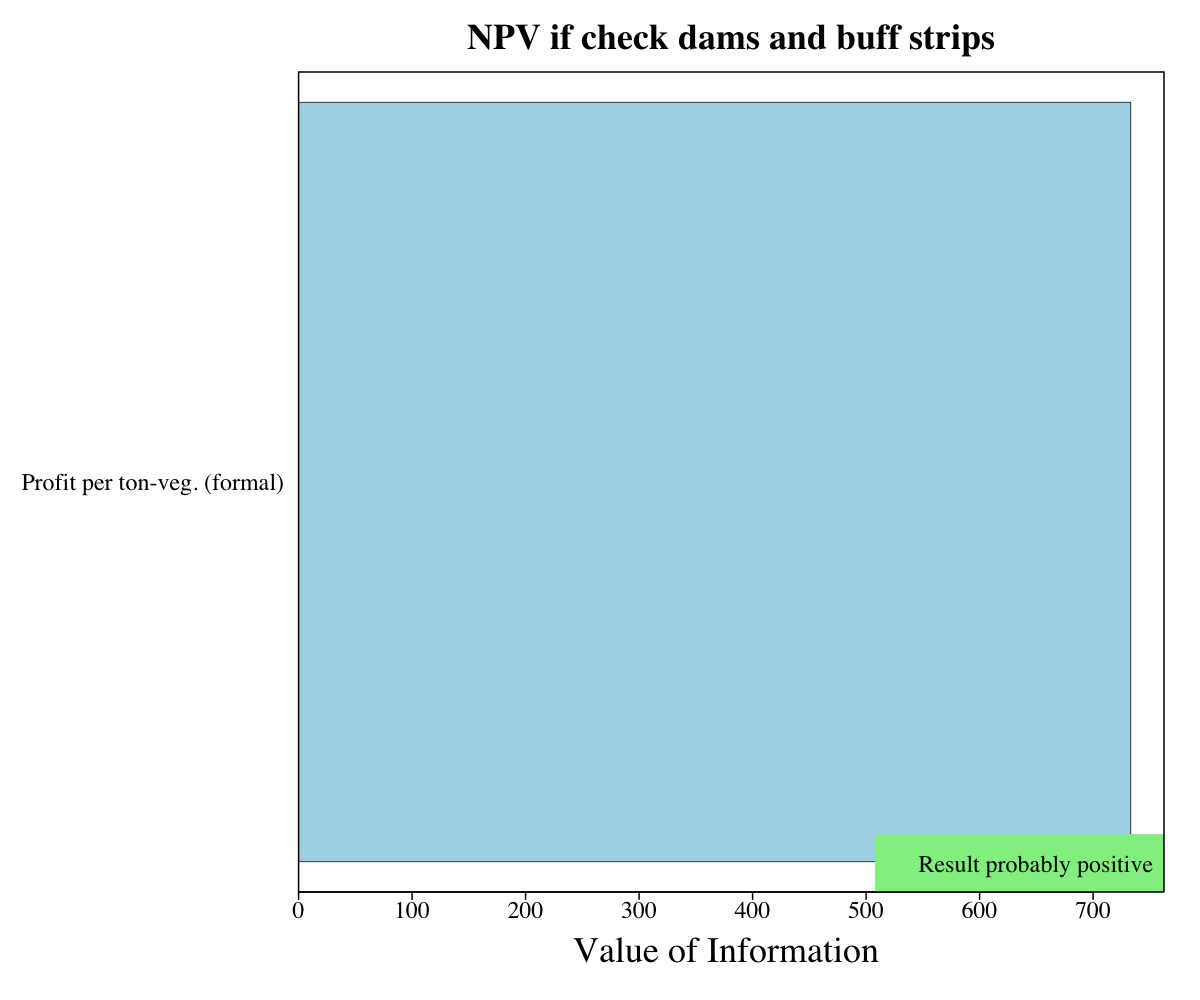 NPV if check dams and buff strips
Profit per ton-veg. (formal)
Result probably positive
0 100 200 300 400 500 600 700
Value of Information